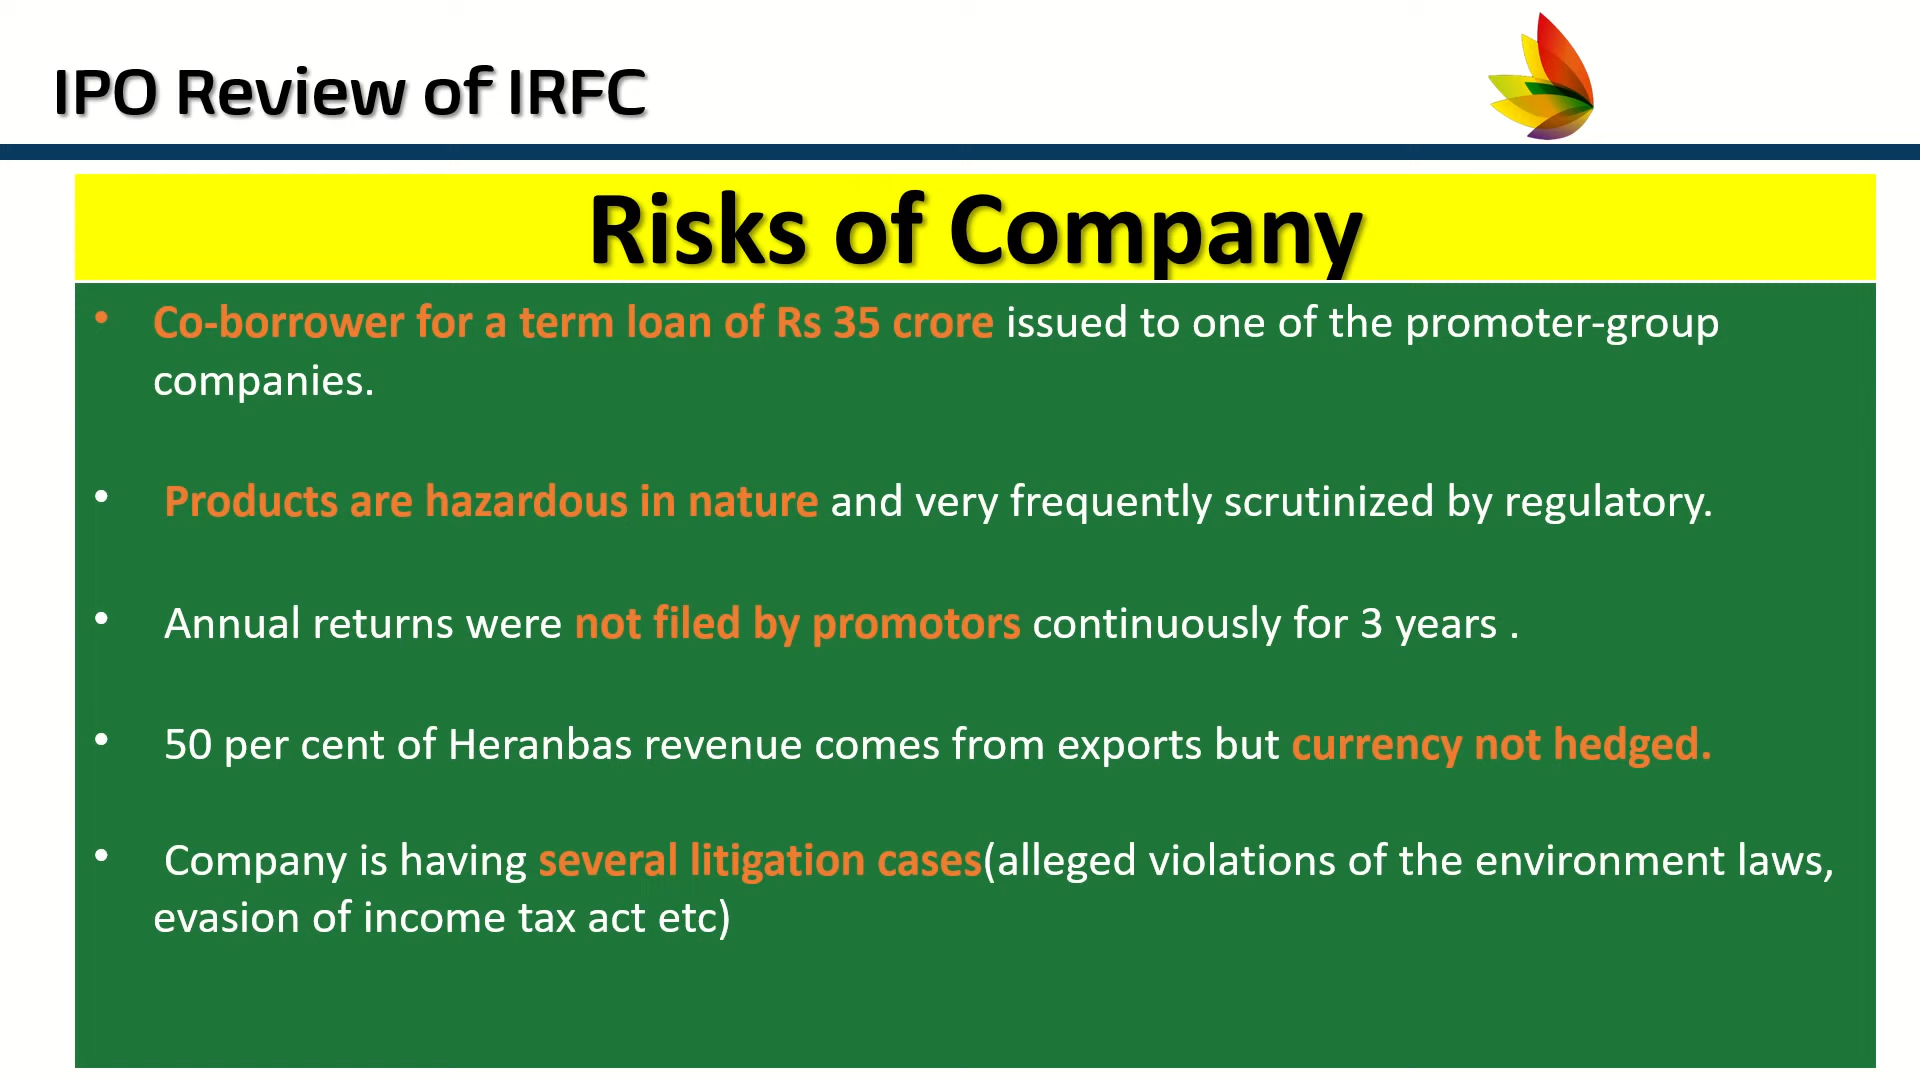 IPO Review of IRFC
Risks of Company
• Co-borrower for a term loan of Rs 35 crore issued to one of the promoter-group
companies.
• Products are hazardous in nature and very frequently scrutinized by regulatory.
• Annual returns were not filed by promotors continuously for 3 years .
• 50 per cent of Heranbas revenue comes from exports but currency not hedged.
• Company is having several litigation cases(alleged violations of the environment laws,
evasion of income tax act etc)